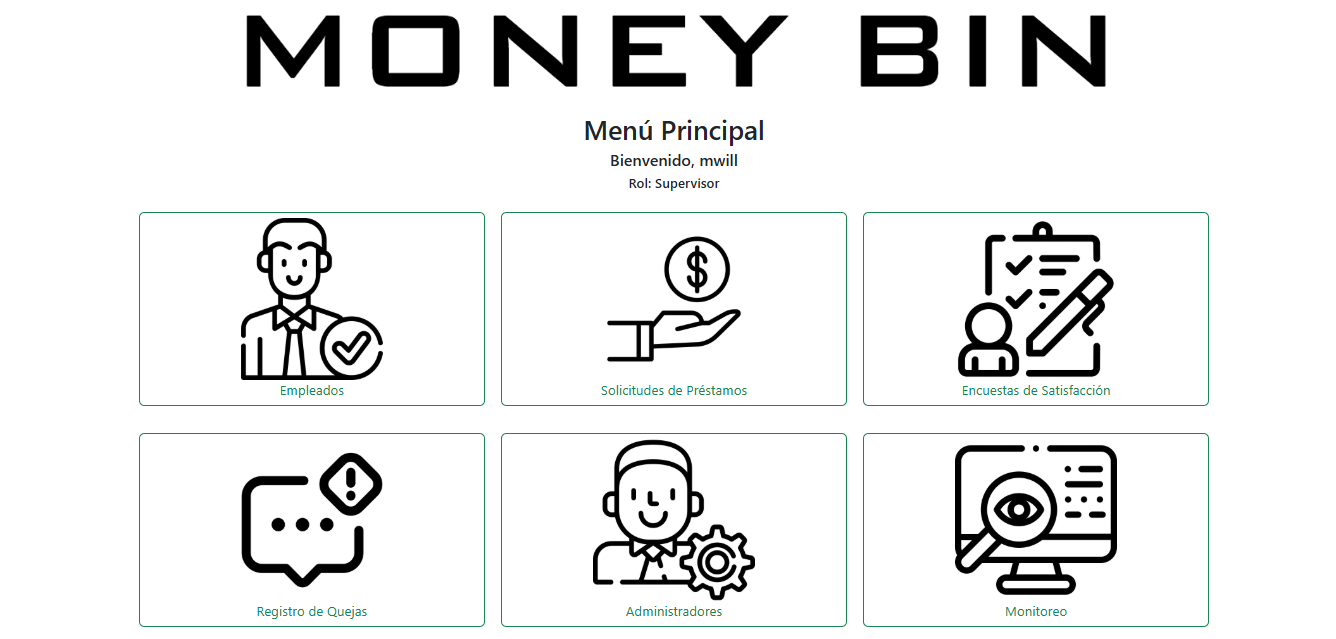 MONEY BIN
Menú Principal
Bienvenido, mwill
Rol: Supervisor
$
Empleados
Solicitudes de Préstamos
Encuestas de Satisfacción
Registro de Quejas
Administradores
Monitoreo